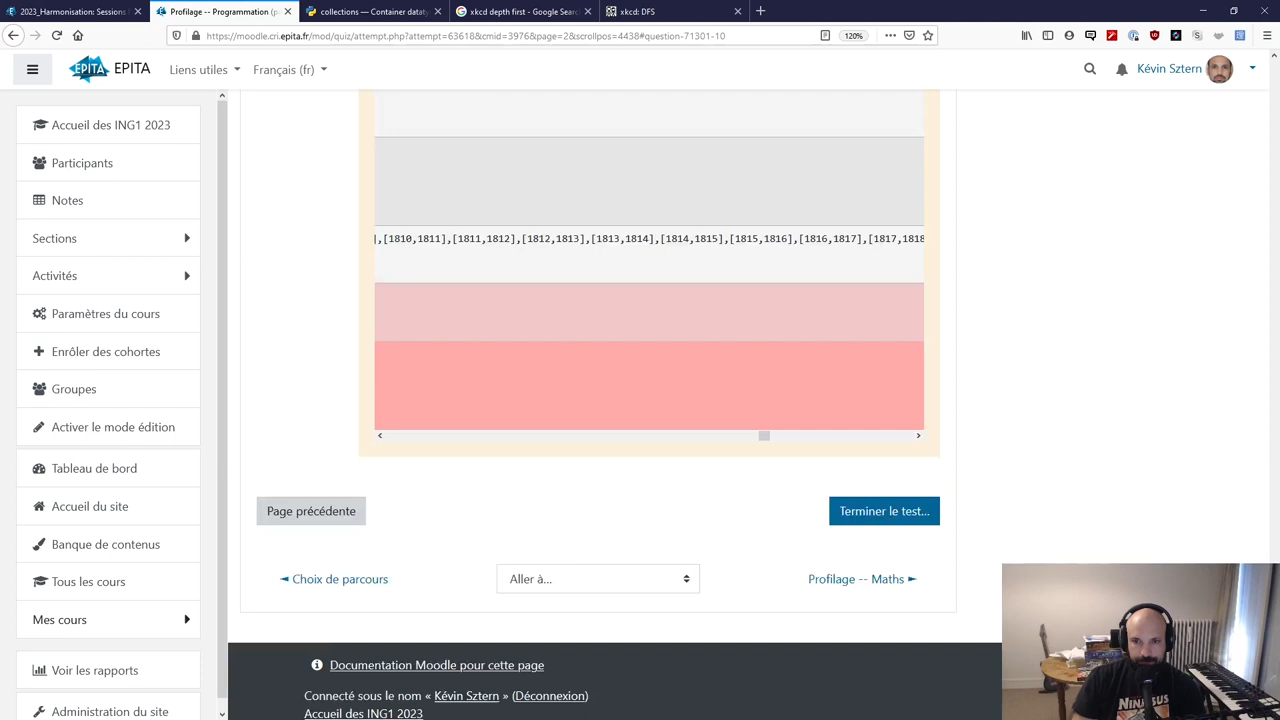 2023_Harmonisation: Sessions
Profilage -- Programmation (p
collections — Container dataty
xkcd depth first - Google Sear
xkcd: DFS
https://moodle.cri.epita.fr/mod/quiz/attempt.php?attempt=63618&cmid=3976&page=2&scrollpos=4438#question-71301-10
120%
EPITA
EPITA
Liens utiles
Français (fr)
Kévin Sztern
Accueil des ING1 2023
Participants
Notes
Sections
Activités
Paramètres du cours
Enrôler des cohortes
Groupes
Activer le mode édition
Tableau de bord
Accueil du site
Banque de contenus
Tous les cours
Mes cours
Voir les rapports
Administration du site
],[1810,1811],[1811,1812],[1812,1813],[1813,1814],[1814,1815],[1815,1816],[1816,1817],[1817,1818
Page précédente
Terminer le test...
◄ Choix de parcours
Aller à...
Profilage -- Maths ►
Documentation Moodle pour cette page
Connecté sous le nom « Kévin Sztern » (Déconnexion)
Accueil des ING1 2023